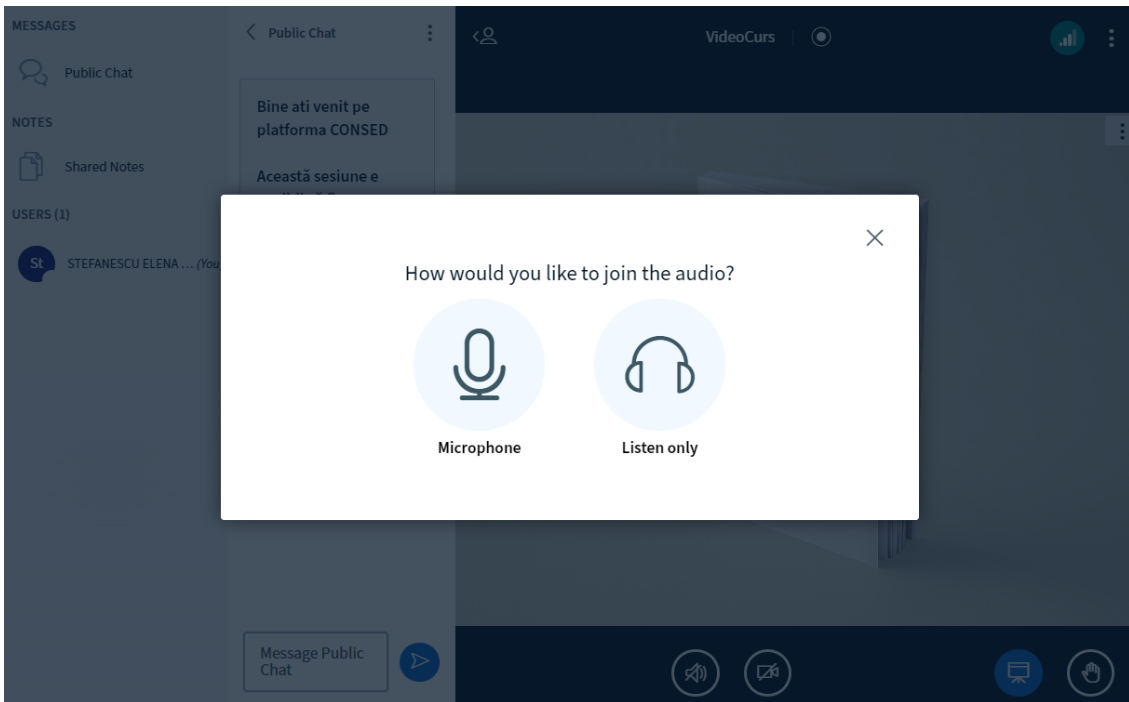 MESSAGES
Public Chat
NOTES
Shared Notes
USERS (1)
St
STEFANESCU ELENA ... (You
Public Chat
Bine ati venit pe
platforma CONSED
Această sesiune e
Message Public
Chat
VideoCurs
How would you like to join the audio?
Microphone
Listen only